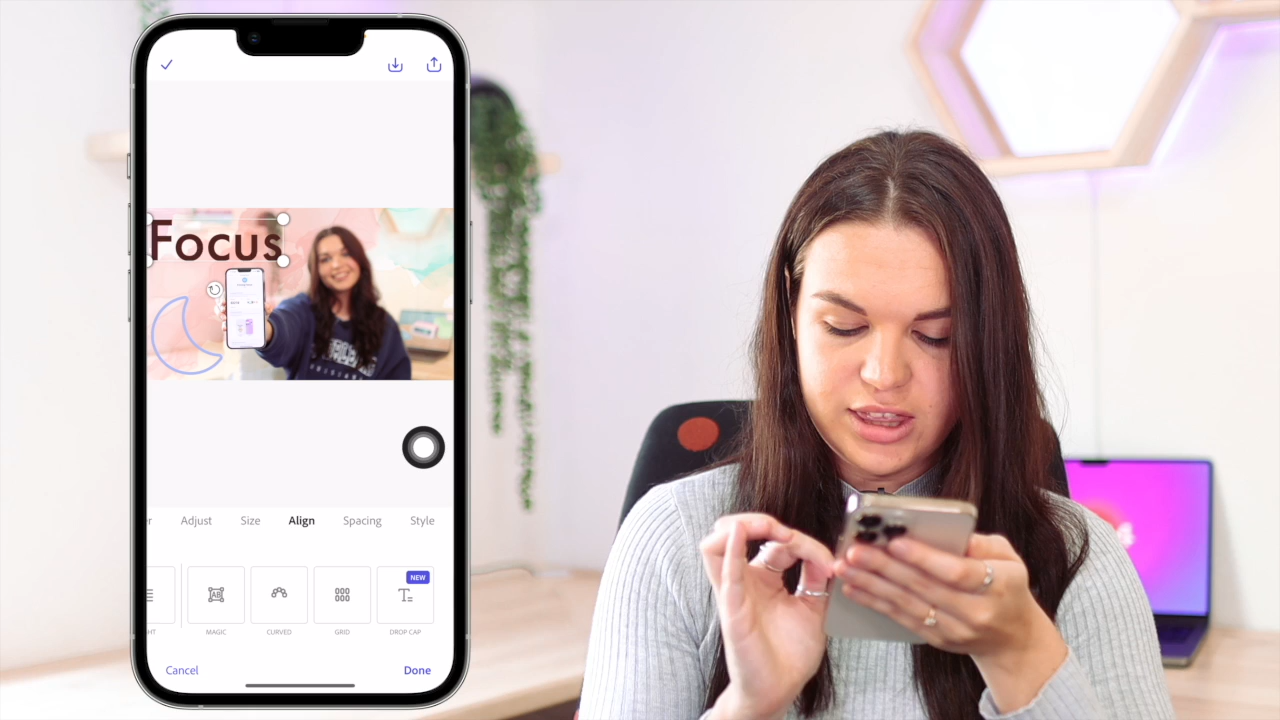 Focus
Adjust Size Align Spacing Style
NEW
MAGIC CURVED GRID DROP CAP
Cancel Done